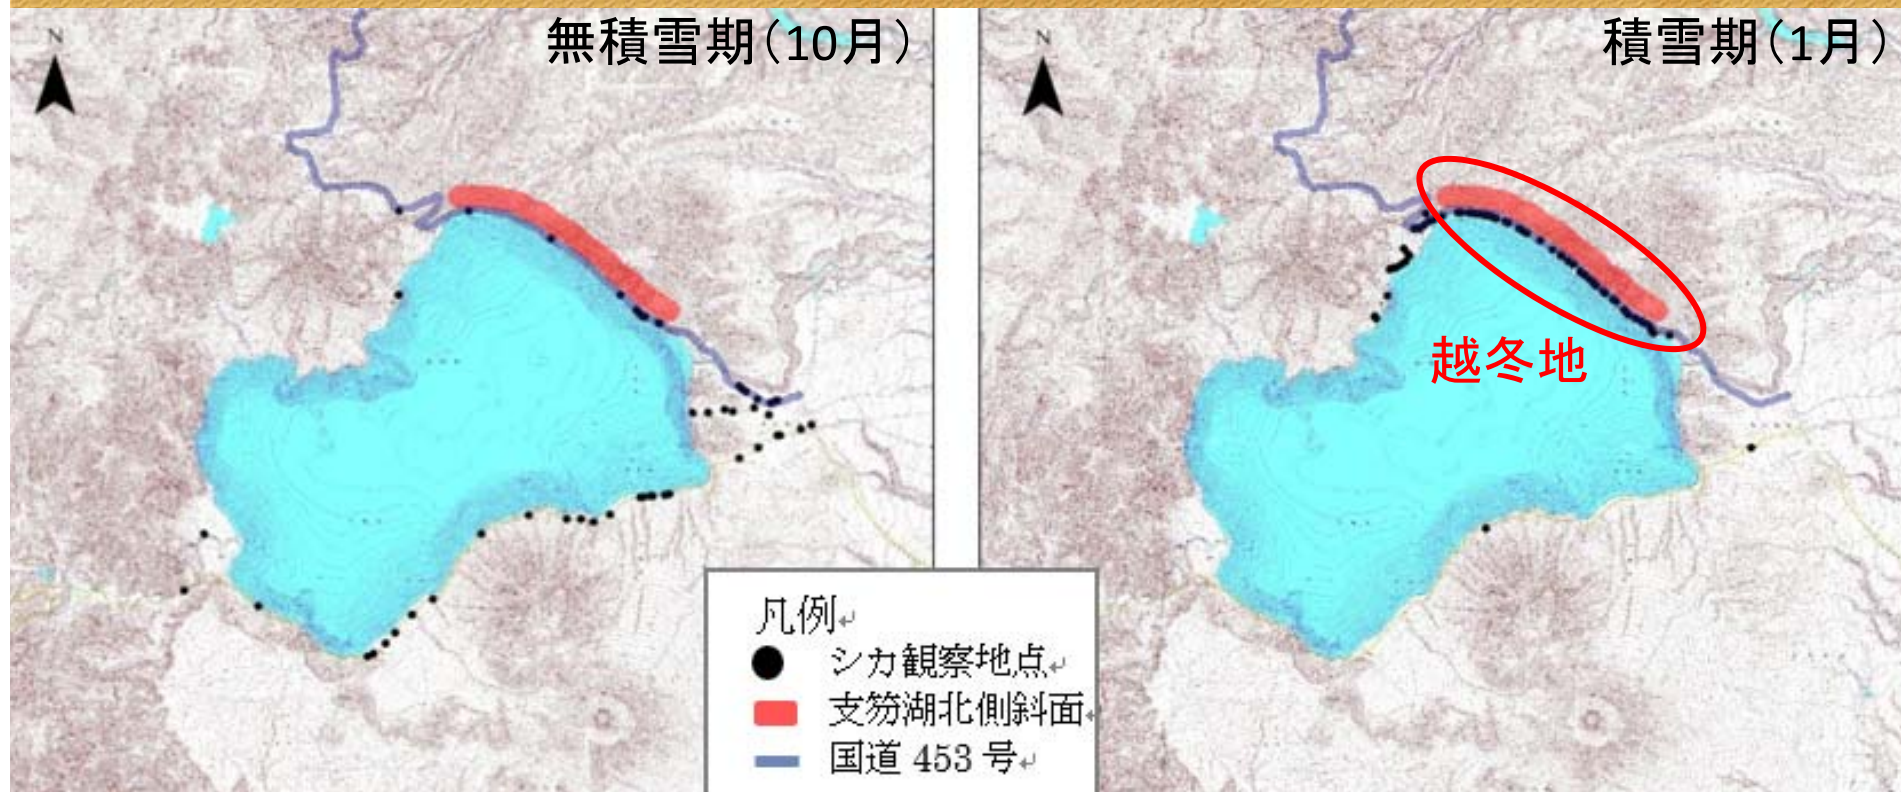 無積雪期（10月）
積雪期（1月）
N
N
越冬地
凡例
シカ観察地点
支笏湖北側斜面
国道 453 号